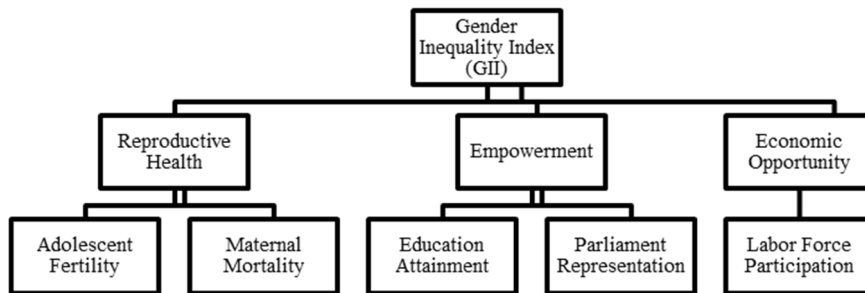 Gender
Inequality Index
(GII)
Reproductive
Health
Empowerment
Economic
Opportunity
Adolescent
Fertility
Maternal
Mortality
Education
Attainment
Parliament
Representation
Labor Force
Participation